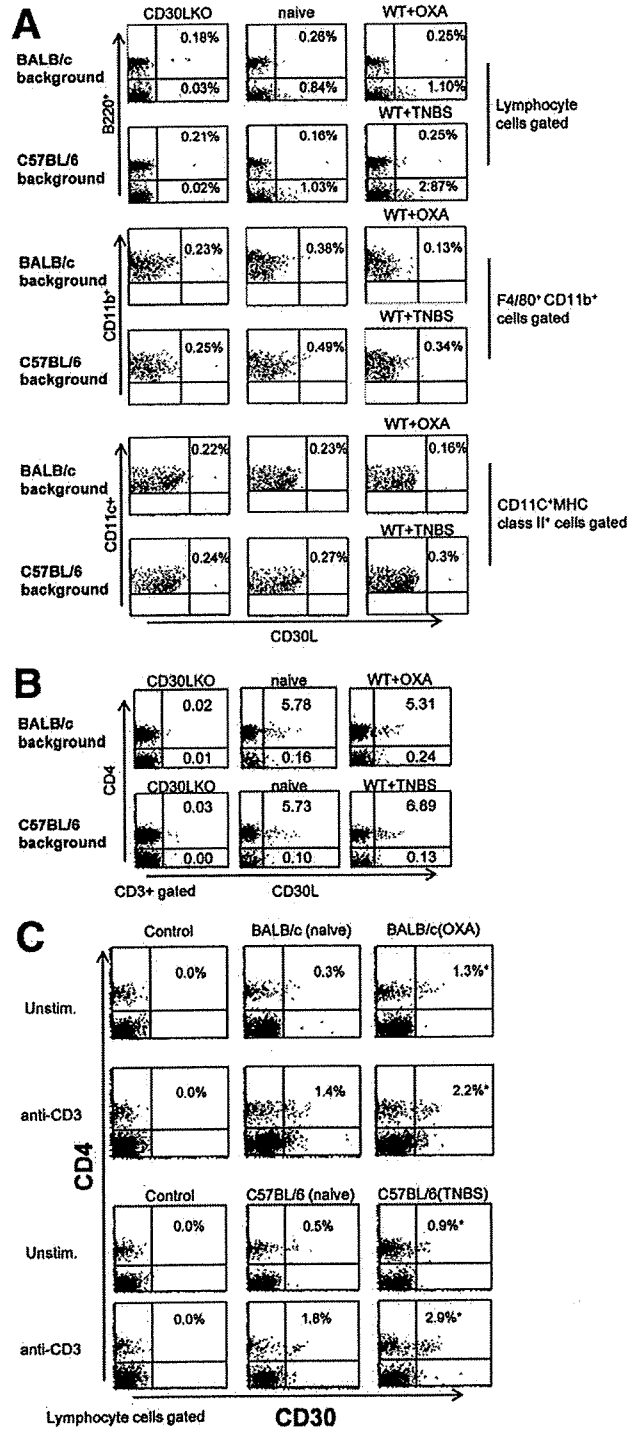 A
CD30LKO naive WT+OXA
BALB/c background
0.18% 0.26% 0.25%
0.03% 0.84% 1.10%
WT+TNBS
C57BL/6 background
0.21% 0.16% 0.25%
0.02% 1.03% 2.87%
B220+
Lymphocyte cells gated
WT+OXA
BALB/c background
0.23% 0.38% 0.13%
WT+TNBS
C57BL/6 background
0.25% 0.49% 0.34%
CD11b+
F4/80+ CD11b+ cells gated
WT+OXA
BALB/c background
0.22% 0.23% 0.16%
WT+TNBS
C57BL/6 background
0.24% 0.27% 0.3%
CD11c+
CD11C+MHC class II+ cells gated
CD30L
B
CD30LKO naive WT+OXA
BALB/c background
0.02 5.78 5.31
0.01 0.16 0.24
CD30LKO naive WT+TNBS
C57BL/6 background
0.03 5.73 6.89
0.00 0.10 0.13
CD4
CD3+ gated CD30L
C
Control BALB/c (naive) BALB/c(OXA)
Unstim. 0.0% 0.3% 1.3%*
anti-CD3 0.0% 1.4% 2.2%*
CD4
Control C57BL/6 (naive) C57BL/6(TNBS)
Unstim. 0.0% 0.5% 0.9%*
anti-CD3 0.0% 1.8% 2.9%*
Lymphocyte cells gated CD30